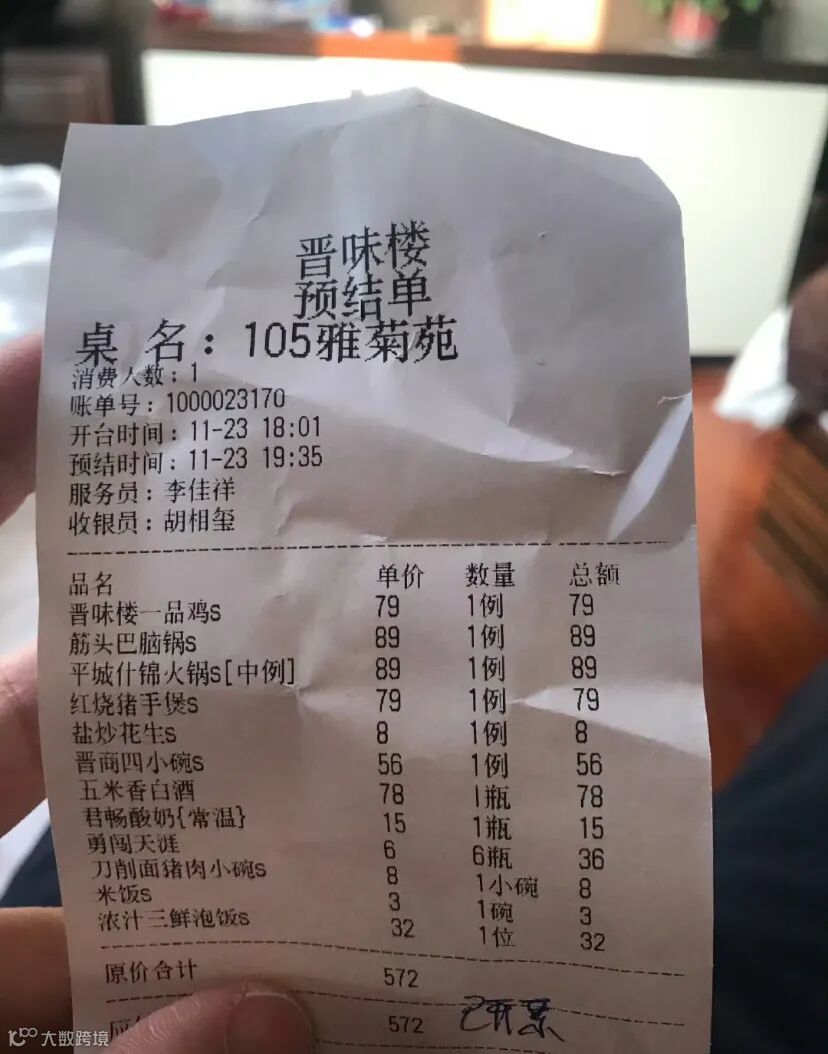 晋味楼
预结单
桌 名：105雅菊苑
消费人数：1
账单号：1000023170
开台时间：11-23 18:01
预结时间：11-23 19:35
服务员：李佳祥
收银员：胡相玺
品名 单价 数量 总额
晋味楼一品鸡s 79 1例 79
筋头巴脑锅s 89 1例 89
平城什锦火锅s[中例] 89 1例 89
红烧猪手煲s 79 1例 79
盐炒花生s 8 1例 8
晋商四小碗s 56 1例 56
五米香白酒 78 1瓶 78
君畅酸奶{常温} 15 1瓶 15
勇闯天涯 6 6瓶 36
刀削面猪肉小碗s 8 1小碗 8
米饭s 3 1碗 3
浓汁三鲜泡饭s 32 1位 32
原价合计 572
572 已开票
大数跨境